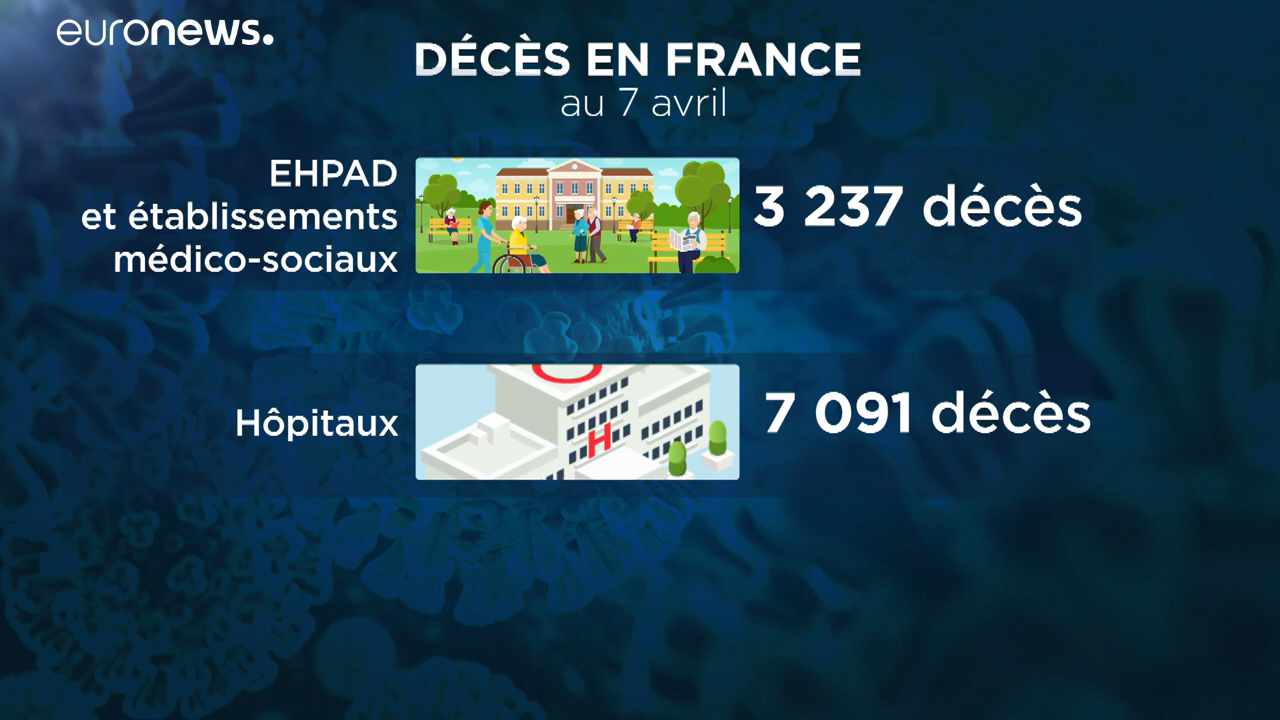 euronews.
DÉCÈS EN FRANCE
au 7 avril
EHPAD
et établissements
médico-sociaux
3 237 décès
Hôpitaux
H
7 091 décès